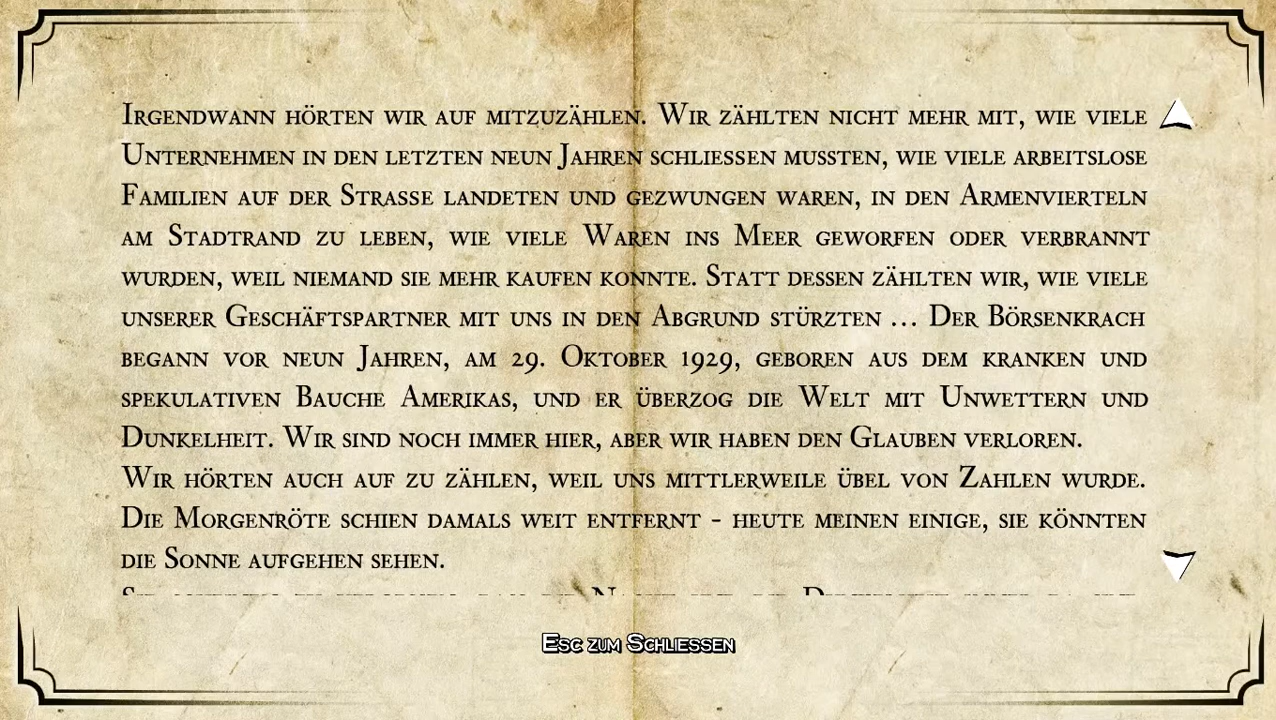 Irgendwann hörten wir auf mitzuzählen. Wir zählten nicht mehr mit, wie viele
Unternehmen in den letzten neun Jahren schliessen mussten, wie viele arbeitslose
Familien auf der Strasse landeten und gezwungen waren, in den Armenvierteln
am Stadtrand zu leben, wie viele Waren ins Meer geworfen oder verbrannt
wurden, weil niemand sie mehr kaufen konnte. Statt dessen zählten wir, wie viele
unserer Geschäftspartner mit uns in den Abgrund stürzten ... Der Börsenkrach
begann vor neun Jahren, am 29. Oktober 1929, geboren aus dem kranken und
spekulativen Bauche Amerikas, und er überzog die Welt mit Unwettern und
Dunkelheit. Wir sind noch immer hier, aber wir haben den Glauben verloren.
Wir hörten auch auf zu zählen, weil uns mittlerweile übel von Zahlen wurde.
Die Morgenröte schien damals weit entfernt - heute meinen einige, sie könnten
die Sonne aufgehen sehen.
Esc zum Schliessen